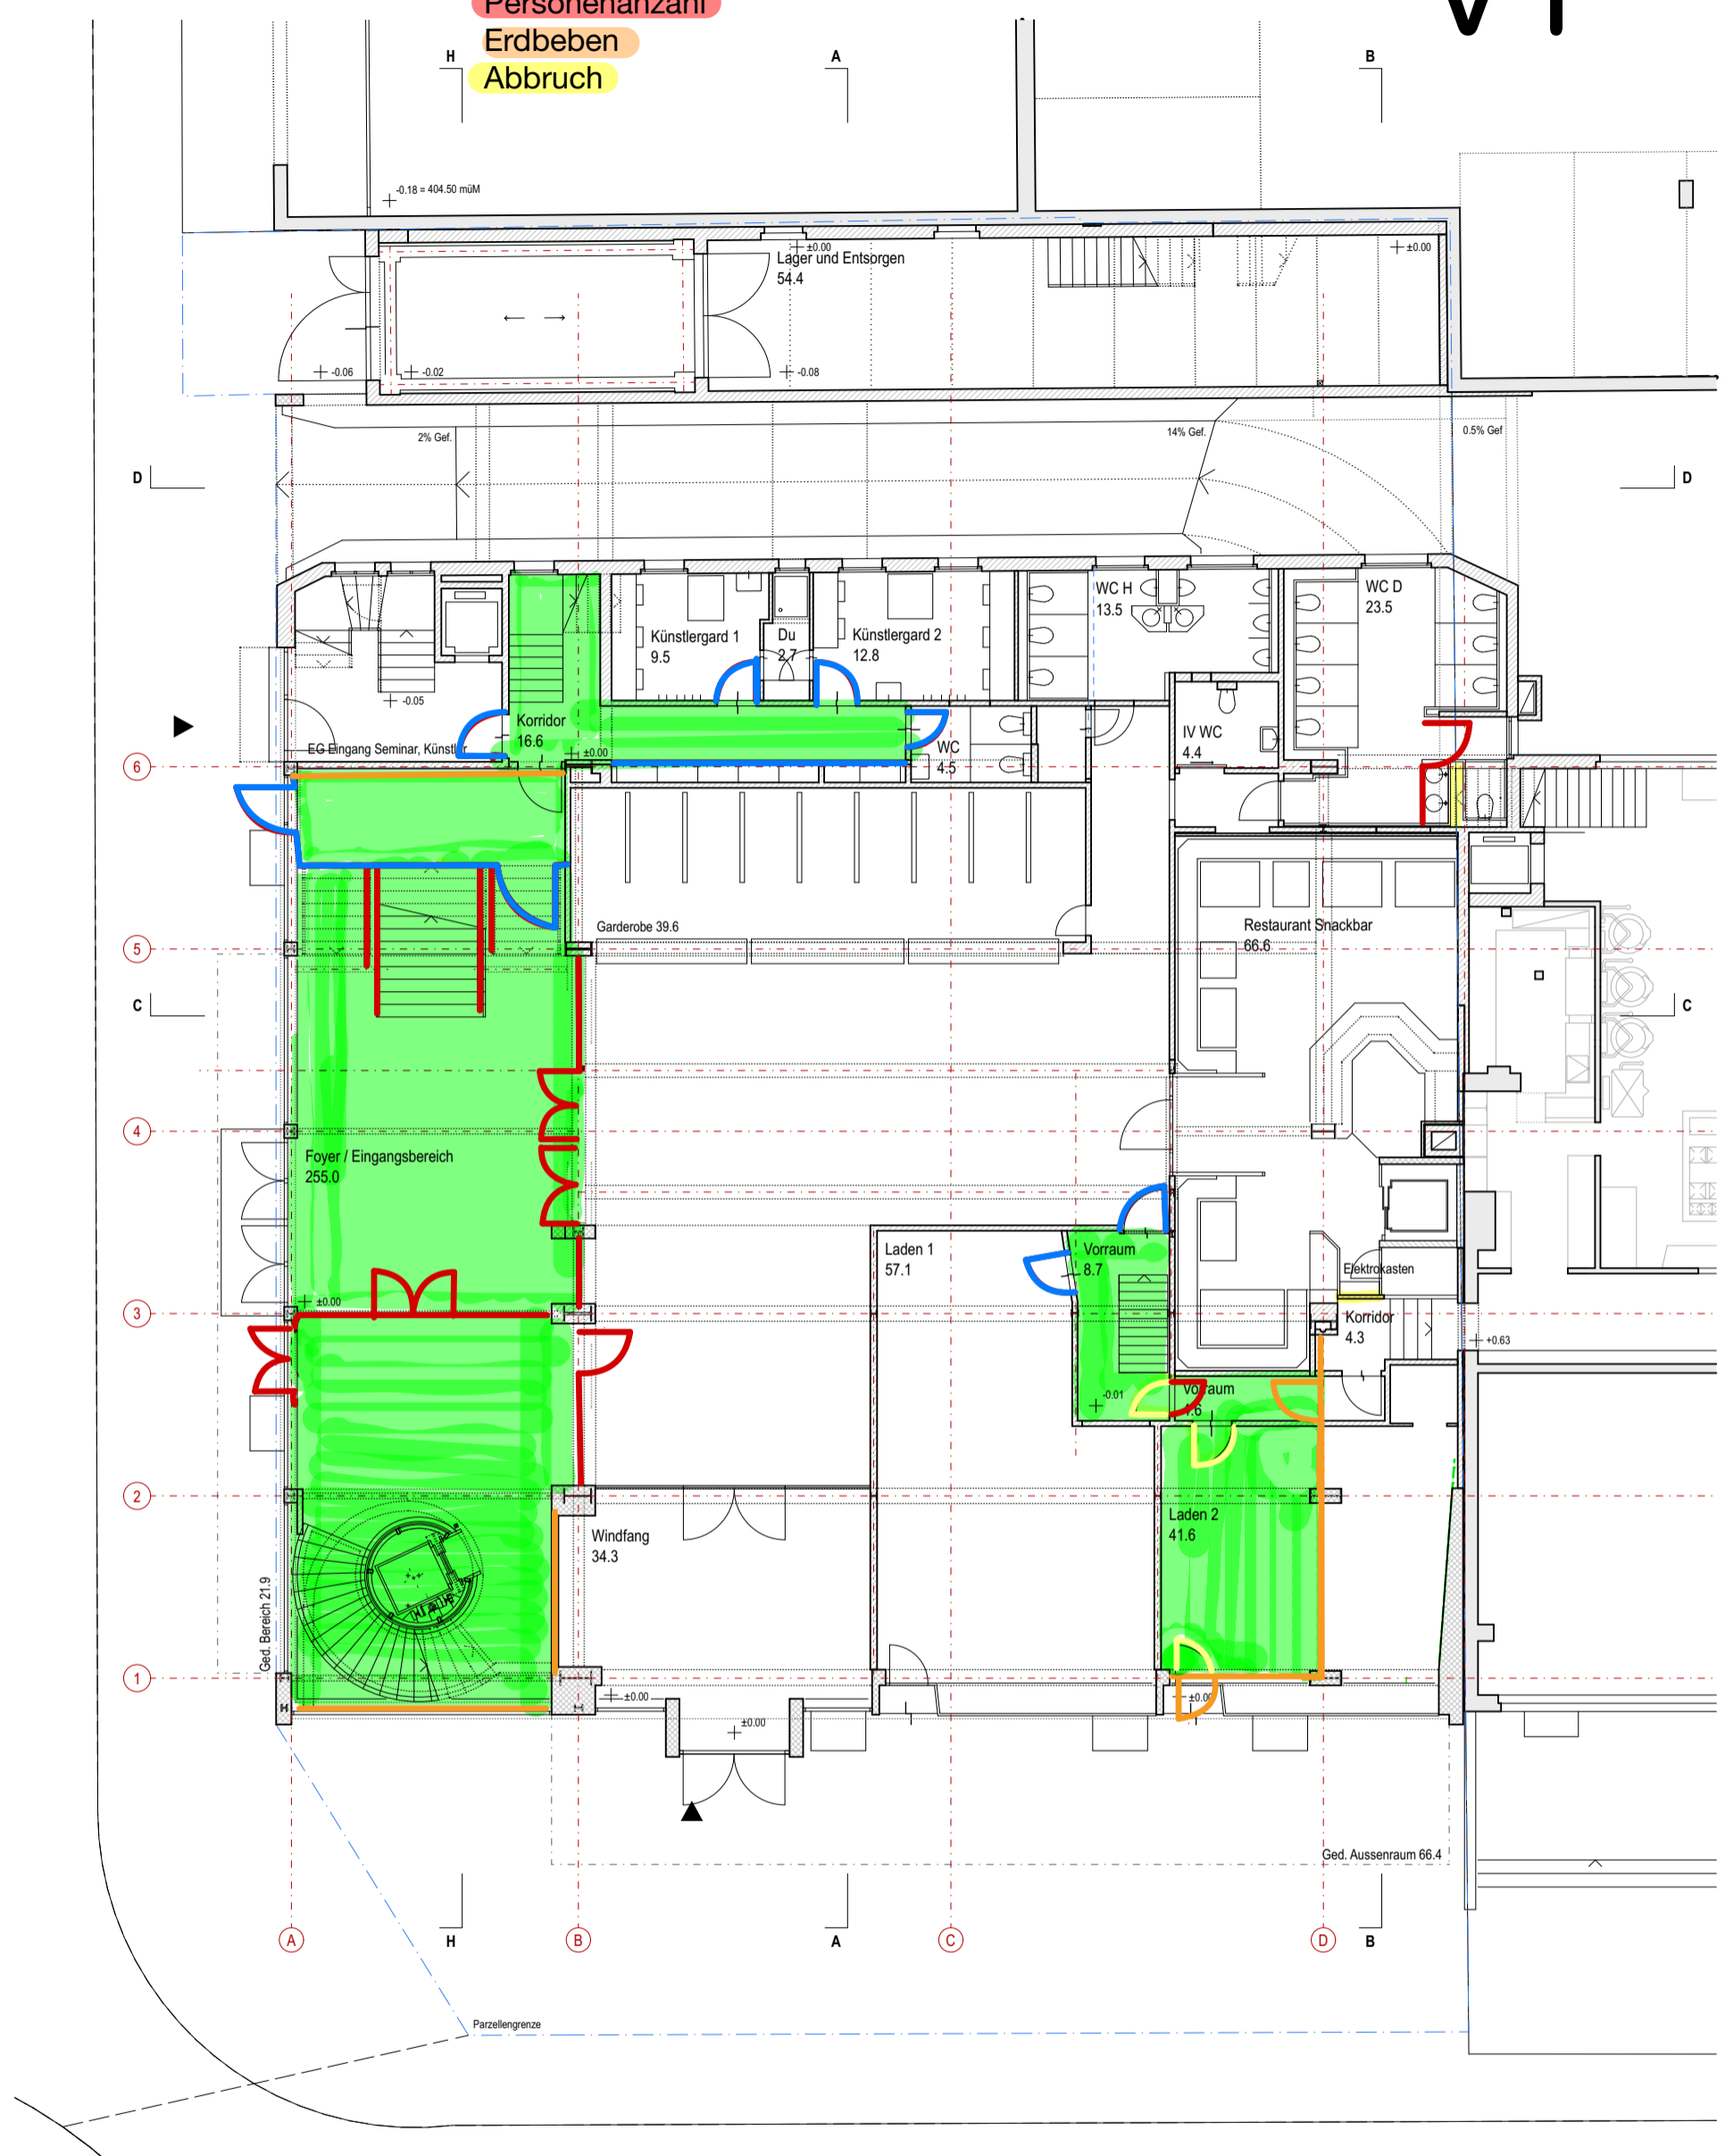 Personenanzahl
Erdbeben
Abbruch
V1
H
A
B
-0.18 = 404.50 müM
±0.00
±0.00
Lager und Entsorgen
54.4
-0.06
-0.02
-0.08
2% Gef.
14% Gef.
0.5% Gef
D
D
WC H
13.5
WC D
23.5
Künstlergard 1
9.5
Du
2.7
Künstlergard 2
12.8
-0.05
Korridor
16.6
±0.00
EG Eingang Seminar, Künstler
WC
4.5
IV WC
4.4
6
Garderobe 39.6
Restaurant Snackbar
66.6
5
C
C
4
Foyer / Eingangsbereich
255.0
Laden 1
57.1
Vorraum
8.7
Elektrokasten
±0.00
3
Korridor
4.3
+0.63
-0.01
Vorraum
4.6
2
Laden 2
41.6
Windfang
34.3
Ged. Bereich 21.9
1
±0.00
±0.00
±0.00
Ged. Aussenraum 66.4
A
H
B
A
C
D
B
Parzellengrenze